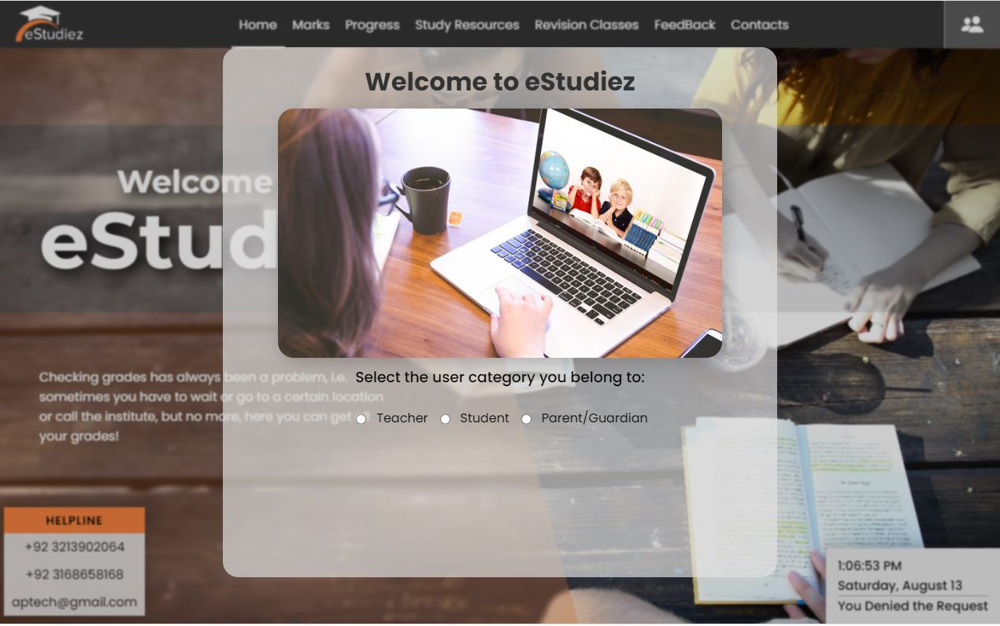 eStudiez
Home Marks Progress Study Resources Revision Classes FeedBack Contacts
Welcome to eStudiez
Welcome
eStud
Checking grades has always been a problem, i.e.
sometimes you have to wait or go to a certain location
or call the institute, but no more, here you can get all
your grades!
Select the user category you belong to:
Teacher Student Parent/Guardian
HELPLINE
+92 3213902064
+92 3168658168
aptech@gmail.com
1:06:53 PM
Saturday, August 13
You Denied the Request